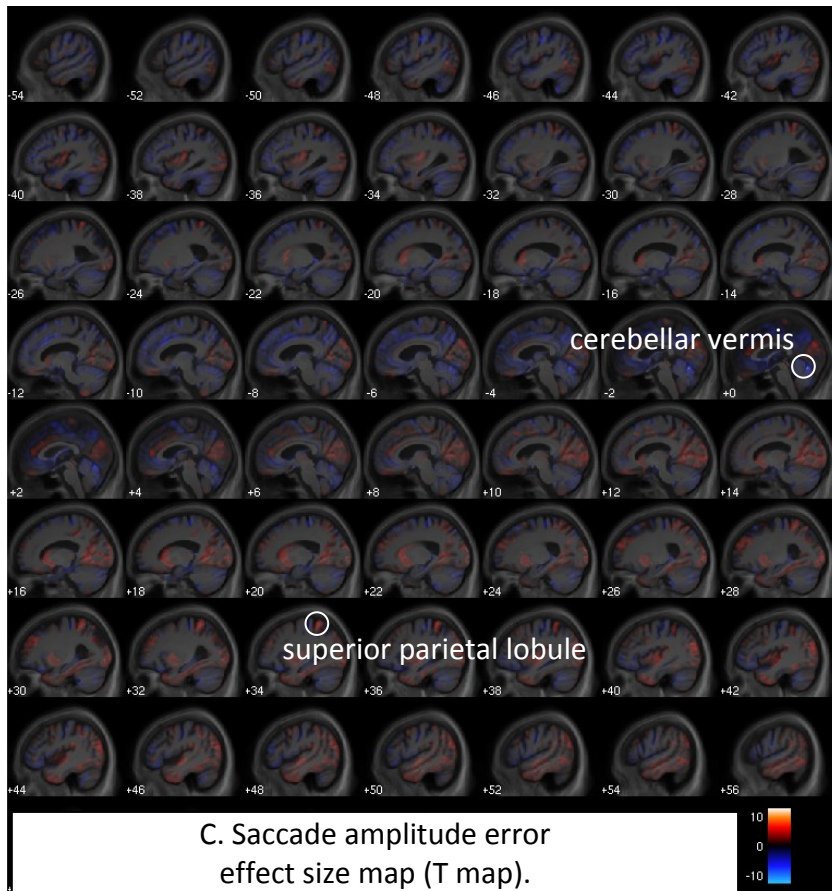 -54 -52 -50 -48 -46 -44 -42
-40 -38 -36 -34 -32 -30 -28
-26 -24 -22 -20 -18 -16 -14
cerebellar vermis
-12 -10 -8 -6 -4 -2 +0
+2 +4 +6 +8 +10 +12 +14
+16 +18 +20 +22 +24 +26 +28
superior parietal lobule
+30 +32 +34 +36 +38 +40 +42
+44 +46 +48 +50 +52 +54 +56
C. Saccade amplitude error
effect size map (T map).
10
0
-10